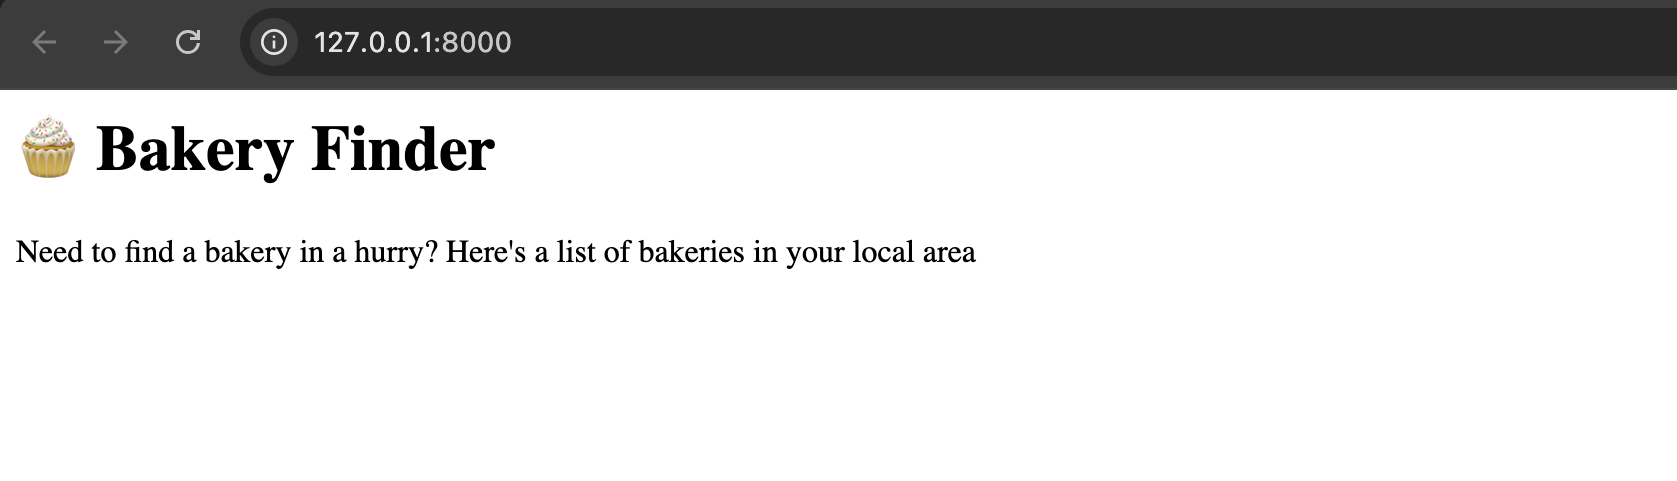 127.0.0.1:8000
🧁 Bakery Finder
Need to find a bakery in a hurry? Here's a list of bakeries in your local area